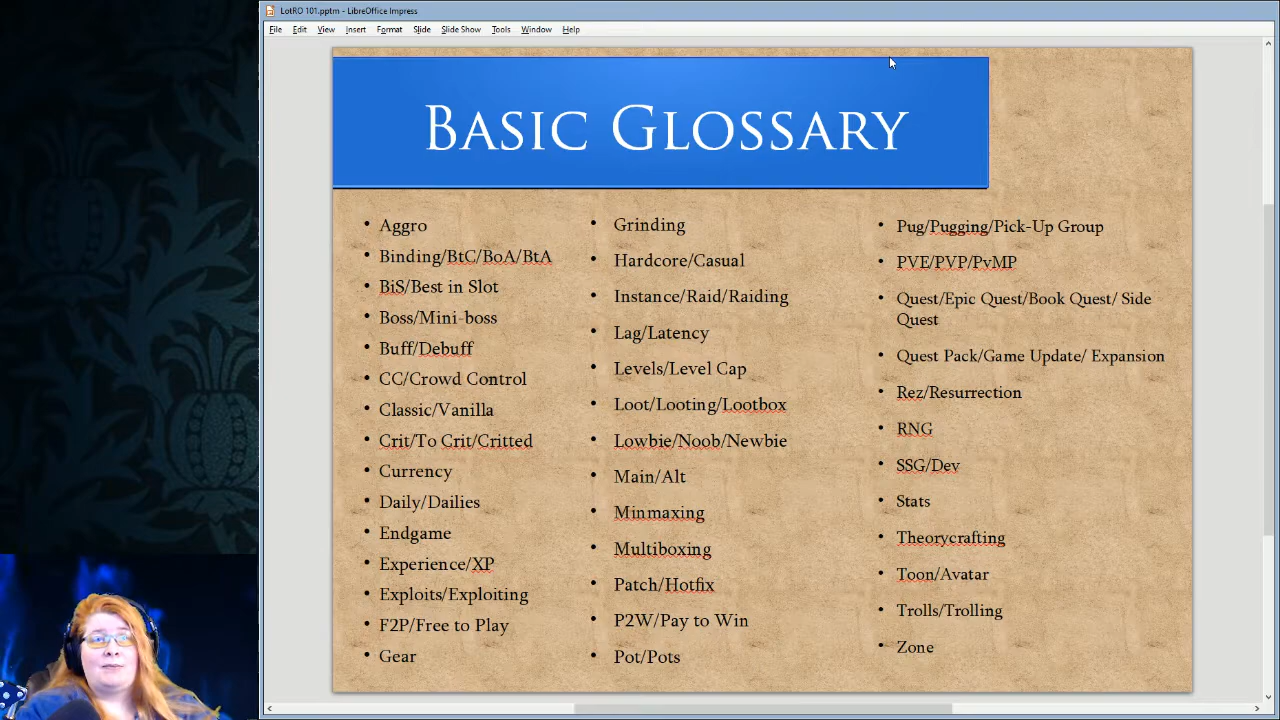 LotRO 101.pptm - LibreOffice Impress
File Edit View Insert Format Slide Slide Show Tools Window Help
Basic Glossary
• Aggro
• Binding/BtC/BoA/BtA
• BiS/Best in Slot
• Boss/Mini-boss
• Buff/Debuff
• CC/Crowd Control
• Classic/Vanilla
• Crit/To Crit/Critted
• Currency
• Daily/Dailies
• Endgame
• Experience/XP
• Exploits/Exploiting
• F2P/Free to Play
• Gear
• Grinding
• Hardcore/Casual
• Instance/Raid/Raiding
• Lag/Latency
• Levels/Level Cap
• Loot/Looting/Lootbox
• Lowbie/Noob/Newbie
• Main/Alt
• Minmaxing
• Multiboxing
• Patch/Hotfix
• P2W/Pay to Win
• Pot/Pots
• Pug/Pugging/Pick-Up Group
• PVE/PVP/PvMP
• Quest/Epic Quest/Book Quest/ Side
Quest
• Quest Pack/Game Update/ Expansion
• Rez/Resurrection
• RNG
• SSG/Dev
• Stats
• Theorycrafting
• Toon/Avatar
• Trolls/Trolling
• Zone